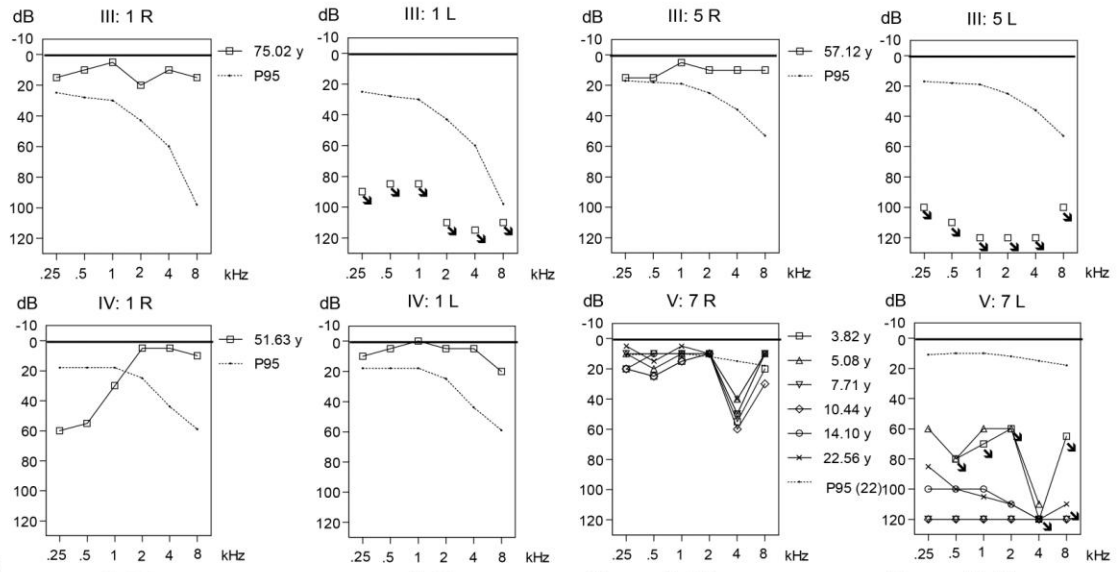 dB III: 1 R
-10
0
20
40
60
80
100
120
.25 .5 1 2 4 8 kHz
75.02 y
P95
dB III: 1 L
-10
0
20
40
60
80
100
120
.25 .5 1 2 4 8 kHz
dB III: 5 R
-10
0
20
40
60
80
100
120
.25 .5 1 2 4 8 kHz
57.12 y
P95
dB III: 5 L
-10
0
20
40
60
80
100
120
.25 .5 1 2 4 8 kHz
dB IV: 1 R
-10
0
20
40
60
80
100
120
.25 .5 1 2 4 8 kHz
51.63 y
P95
dB IV: 1 L
-10
0
20
40
60
80
100
120
.25 .5 1 2 4 8 kHz
dB V: 7 R
-10
0
20
40
60
80
100
120
.25 .5 1 2 4 8 kHz
3.82 y
5.08 y
7.71 y
10.44 y
14.10 y
22.56 y
P95 (22)
dB V: 7 L
-10
0
20
40
60
80
100
120
.25 .5 1 2 4 8 kHz